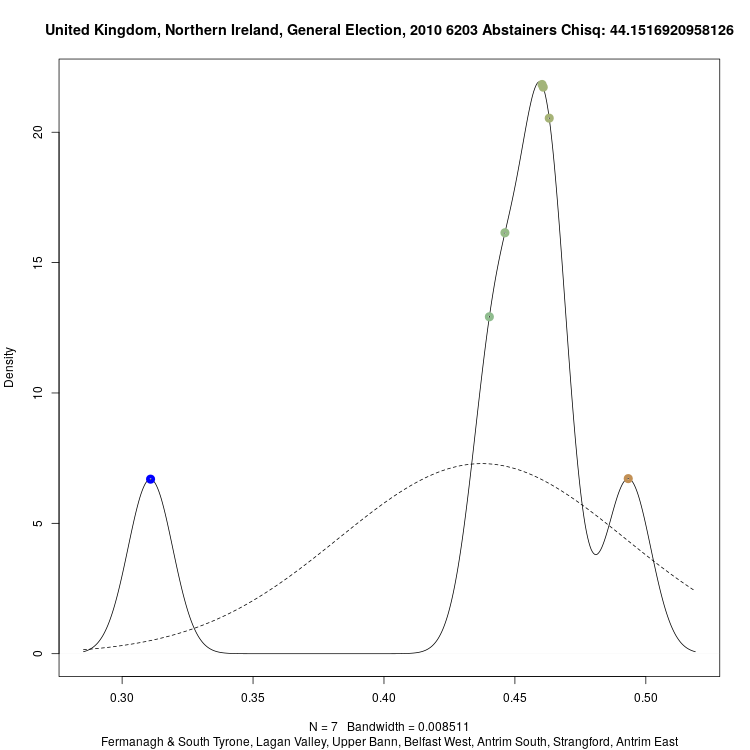 United Kingdom, Northern Ireland, General Election, 2010 6203 Abstainers Chisq: 44.1516920958126
Density
20
15
10
5
0
0.30 0.35 0.40 0.45 0.50
N = 7 Bandwidth = 0.008511
Fermanagh & South Tyrone, Lagan Valley, Upper Bann, Belfast West, Antrim South, Strangford, Antrim East